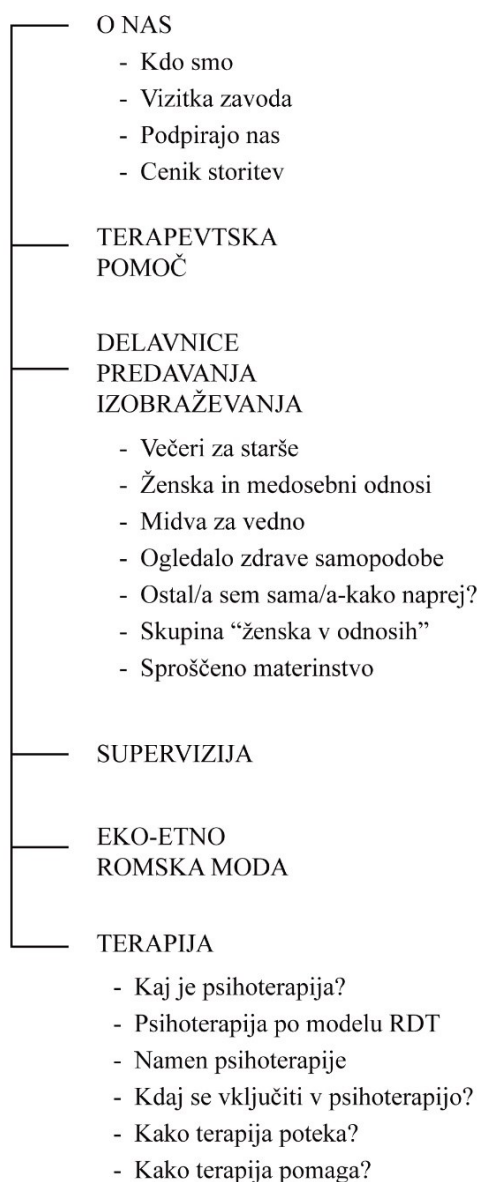 O NAS
- Kdo smo
- Vizitka zavoda
- Podpirajo nas
- Cenik storitev
TERAPEVTSKA
POMOČ
DELAVNICE
PREDAVANJA
IZOBRAŽEVANJA
- Večeri za starše
- Ženska in medosebni odnosi
- Midva za vedno
- Ogledalo zdrave samopodobe
- Ostal/a sem sama/a-kako naprej?
- Skupina “ženska v odnosih”
- Sproščeno materinstvo
SUPERVIZIJA
EKO-ETNO
ROMSKA MODA
TERAPIJA
- Kaj je psihoterapija?
- Psihoterapija po modelu RDT
- Namen psihoterapije
- Kdaj se vključiti v psihoterapijo?
- Kako terapija poteka?
- Kako terapija pomaga?